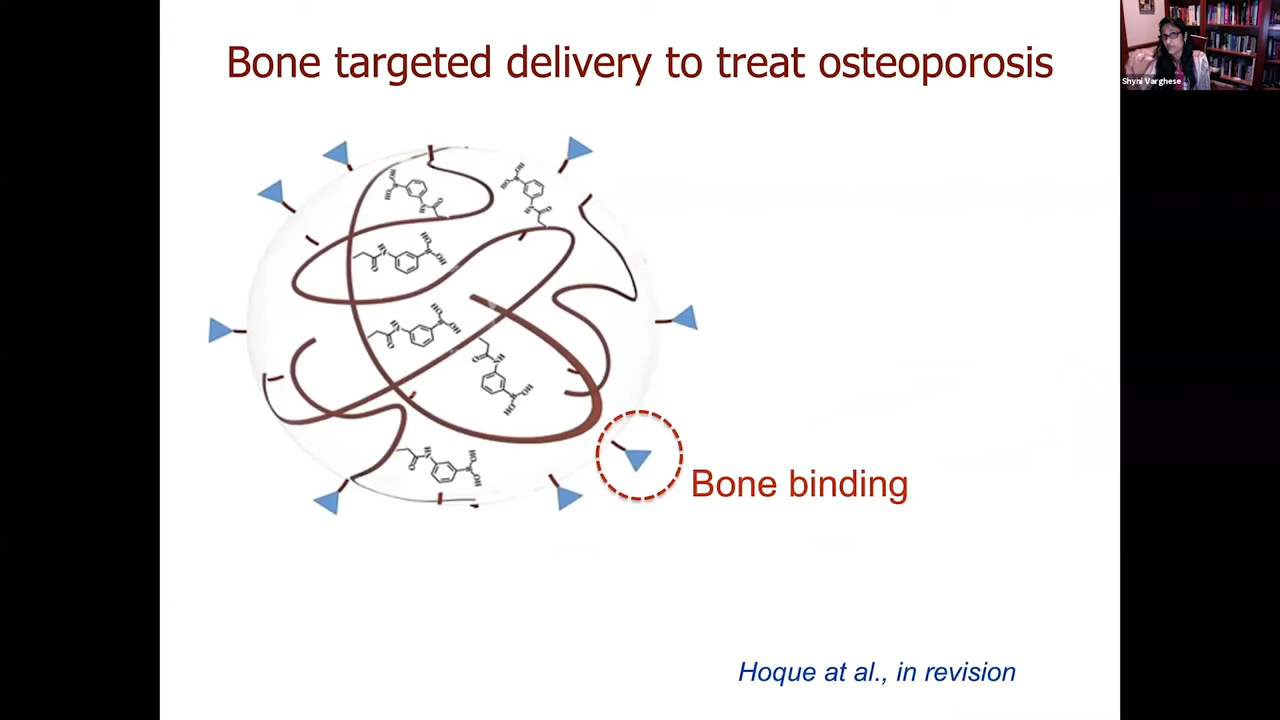 Bone targeted delivery to treat osteoporosis
Shyni Varghese
Bone binding
Hoque at al., in revision